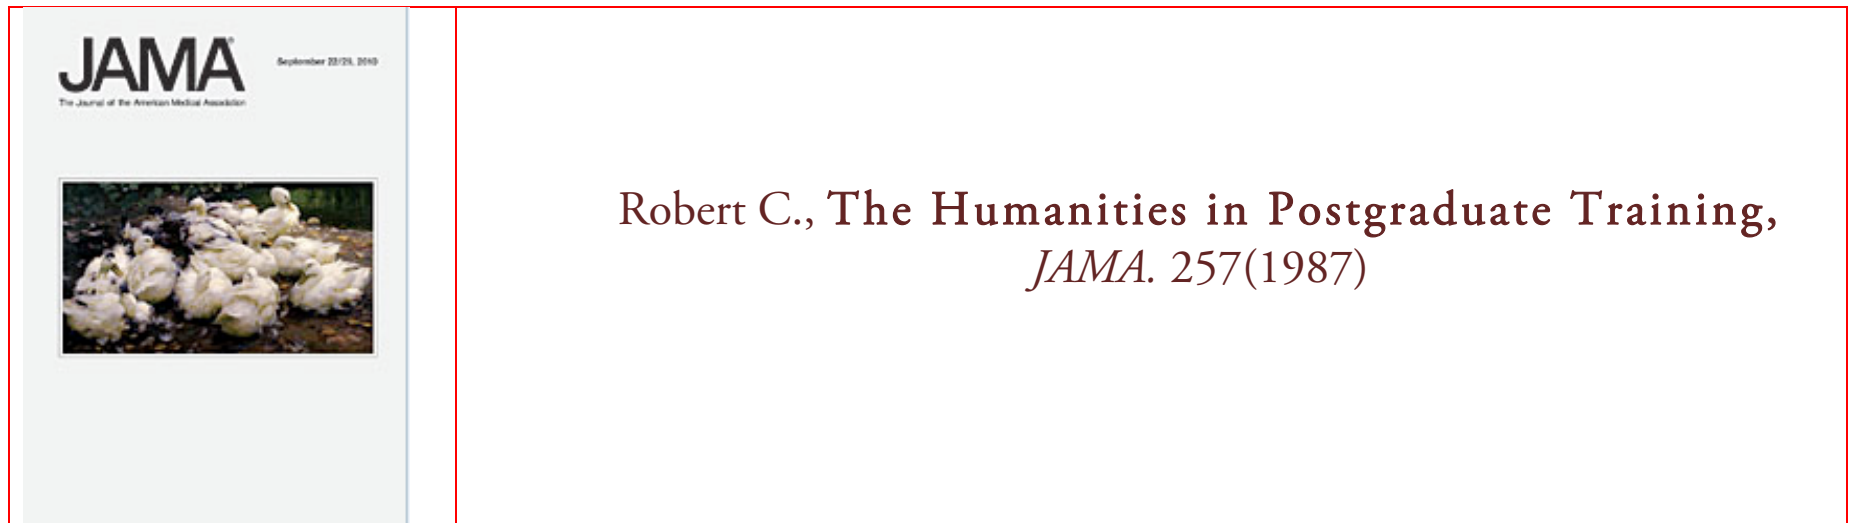 JAMA
September 22/29, 2010
The Journal of the American Medical Association
Robert C., The Humanities in Postgraduate Training,
JAMA. 257(1987)